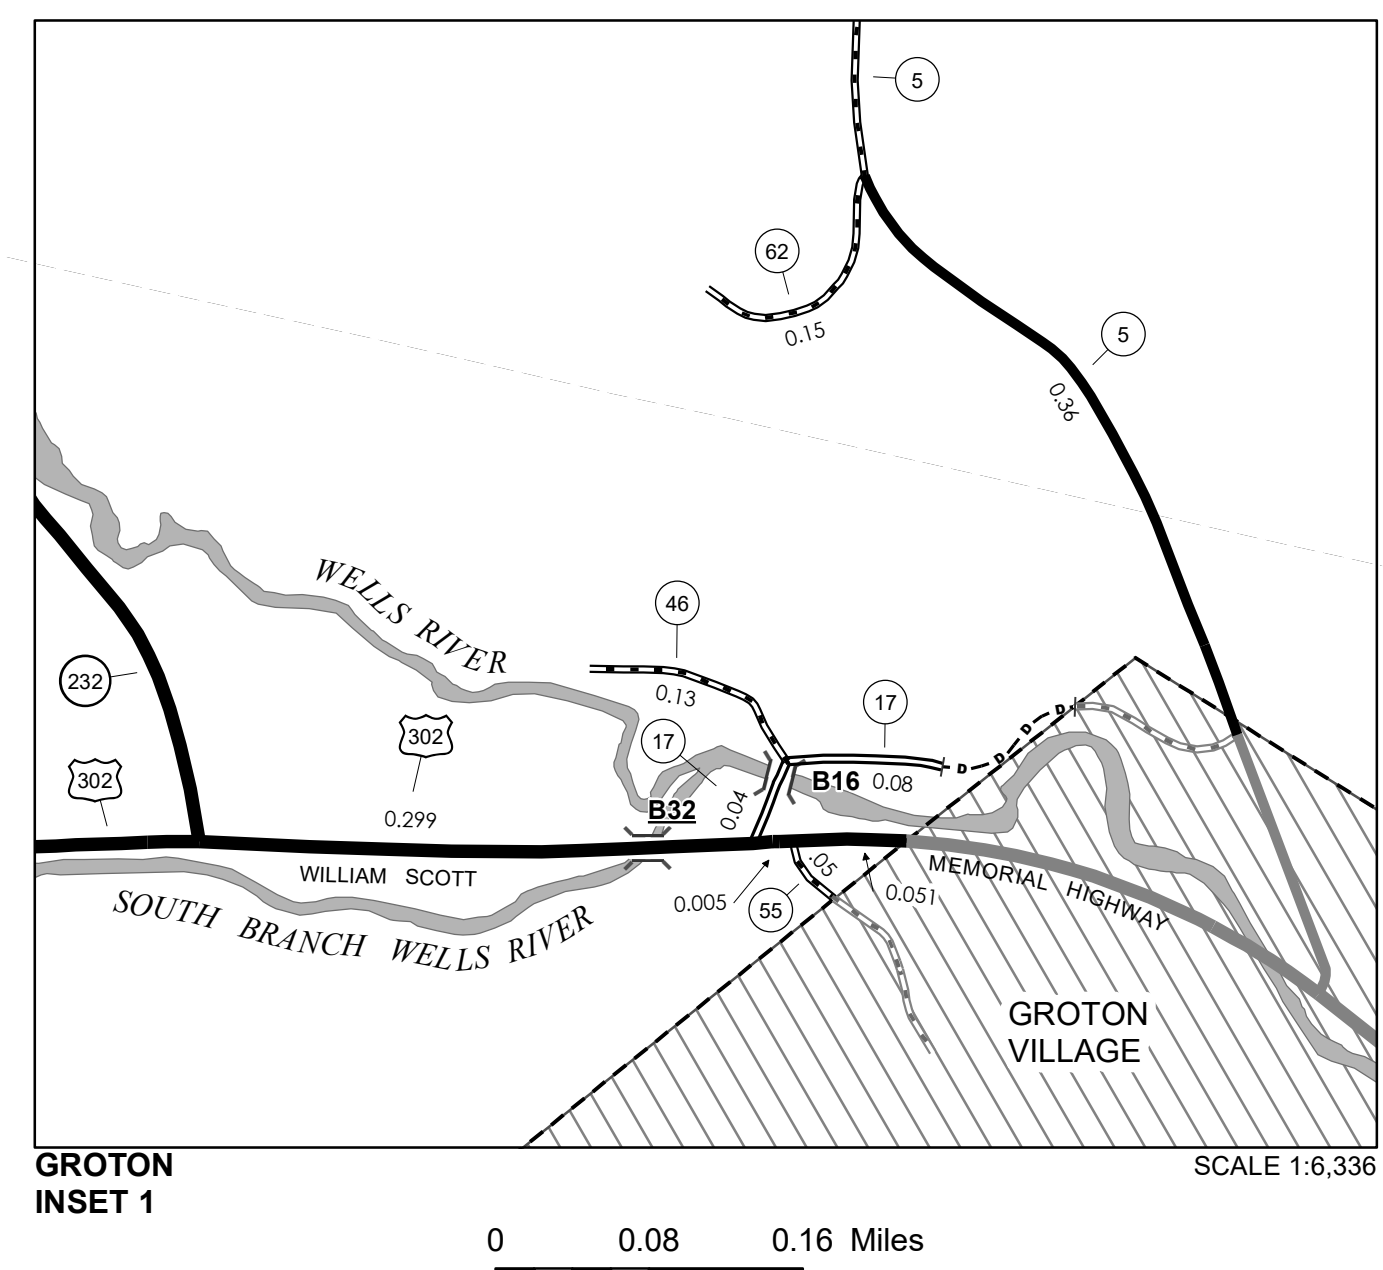 5
62
0.15
5
0.36
WELLS RIVER
46
0.13
232
302
17
17
302
D D D D
B16
0.08
B32
0.04
0.299
WILLIAM SCOTT
.05
MEMORIAL HIGHWAY
0.005
55
0.051
SOUTH BRANCH WELLS RIVER
GROTON
VILLAGE
GROTON
INSET 1
SCALE 1:6,336
0 0.08 0.16 Miles